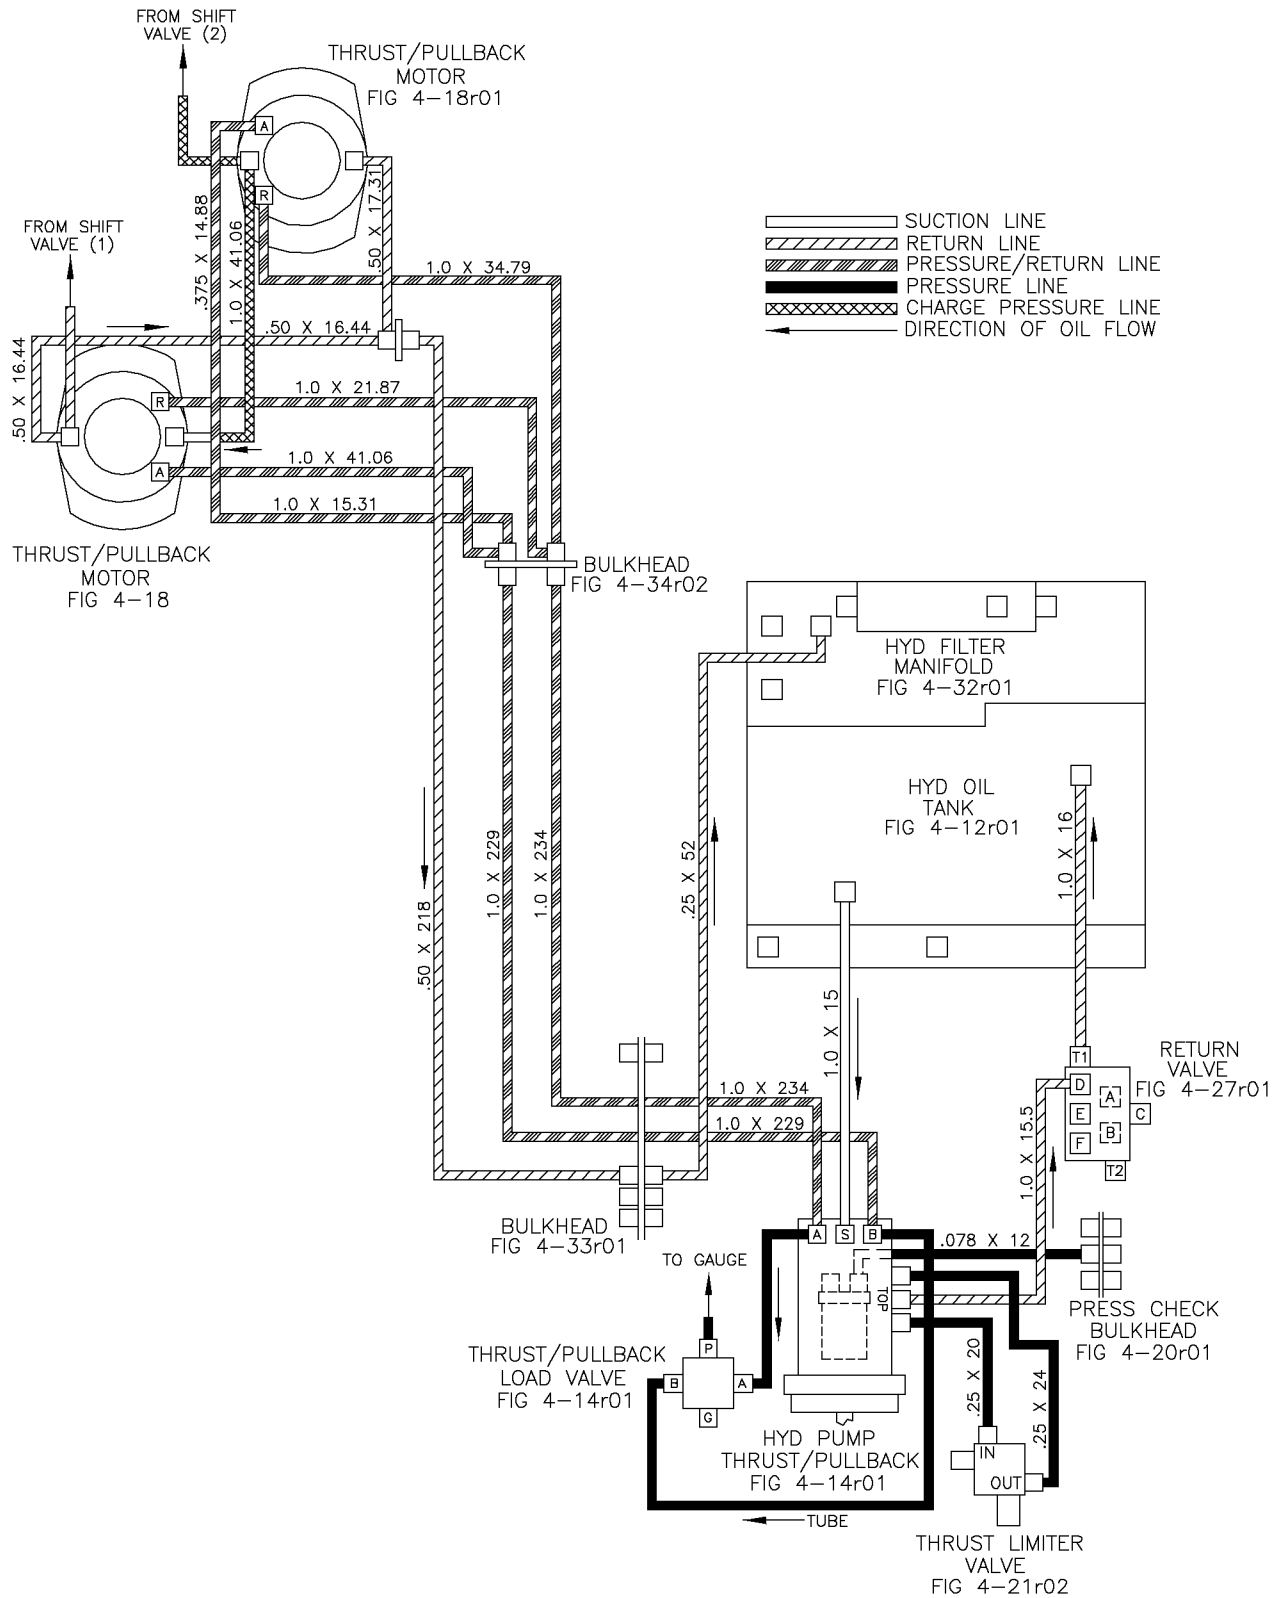 FROM SHIFT
VALVE (2)
THRUST/PULLBACK
MOTOR
FIG 4-18r01
A
R
.375 X 14.88
1.0 X 41.06
.50 X 17.31
FROM SHIFT
VALVE (1)
1.0 X 34.79
SUCTION LINE
RETURN LINE
PRESSURE/RETURN LINE
PRESSURE LINE
CHARGE PRESSURE LINE
DIRECTION OF OIL FLOW
.50 X 16.44
.50 X 16.44
R
1.0 X 21.87
A
1.0 X 41.06
1.0 X 15.31
THRUST/PULLBACK
MOTOR
FIG 4-18
BULKHEAD
FIG 4-34r02
HYD FILTER
MANIFOLD
FIG 4-32r01
HYD OIL
TANK
FIG 4-12r01
.50 X 218
1.0 X 229
1.0 X 234
.25 X 52
1.0 X 16
1.0 X 15
1.0 X 234
1.0 X 229
T1
D
E
F
A
B
C
T2
RETURN
VALVE
FIG 4-27r01
1.0 X 15.5
BULKHEAD
FIG 4-33r01
A
S
B
TOP
.078 X 12
PRESS CHECK
BULKHEAD
FIG 4-20r01
TO GAUGE
P
B
A
G
THRUST/PULLBACK
LOAD VALVE
FIG 4-14r01
HYD PUMP
THRUST/PULLBACK
FIG 4-14r01
.25 X 20
.25 X 24
IN
OUT
TUBE
THRUST LIMITER
VALVE
FIG 4-21r02